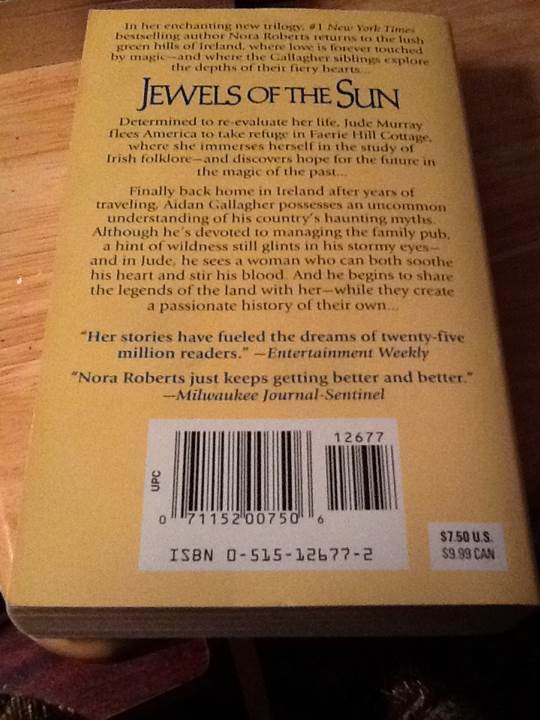 In her enchanting new trilogy, #1 New York Times
bestselling author Nora Roberts returns to the lush
green hills of Ireland, where love is forever touched
by magic—and where the Gallagher siblings explore
the depths of their fiery hearts...
JEWELS OF THE SUN
Determined to re-evaluate her life, Jude Murray
flees America to take refuge in Faerie Hill Cottage,
where she immerses herself in the study of
Irish folklore—and discovers hope for the future in
the magic of the past...
Finally back home in Ireland after years of
traveling, Aidan Gallagher possesses an uncommon
understanding of his country's haunting myths.
Although he's devoted to managing the family pub,
a hint of wildness still glints in his stormy eyes—
and in Jude, he sees a woman who can both soothe
his heart and stir his blood. And he begins to share
the legends of the land with her—while they create
a passionate history of their own...
"Her stories have fueled the dreams of twenty-five
million readers." —Entertainment Weekly
"Nora Roberts just keeps getting better and better."
—Milwaukee Journal-Sentinel
12677
UPC
0 71152 00750 6
ISBN 0-515-12677-2
$7.50 U.S.
$9.99 CAN